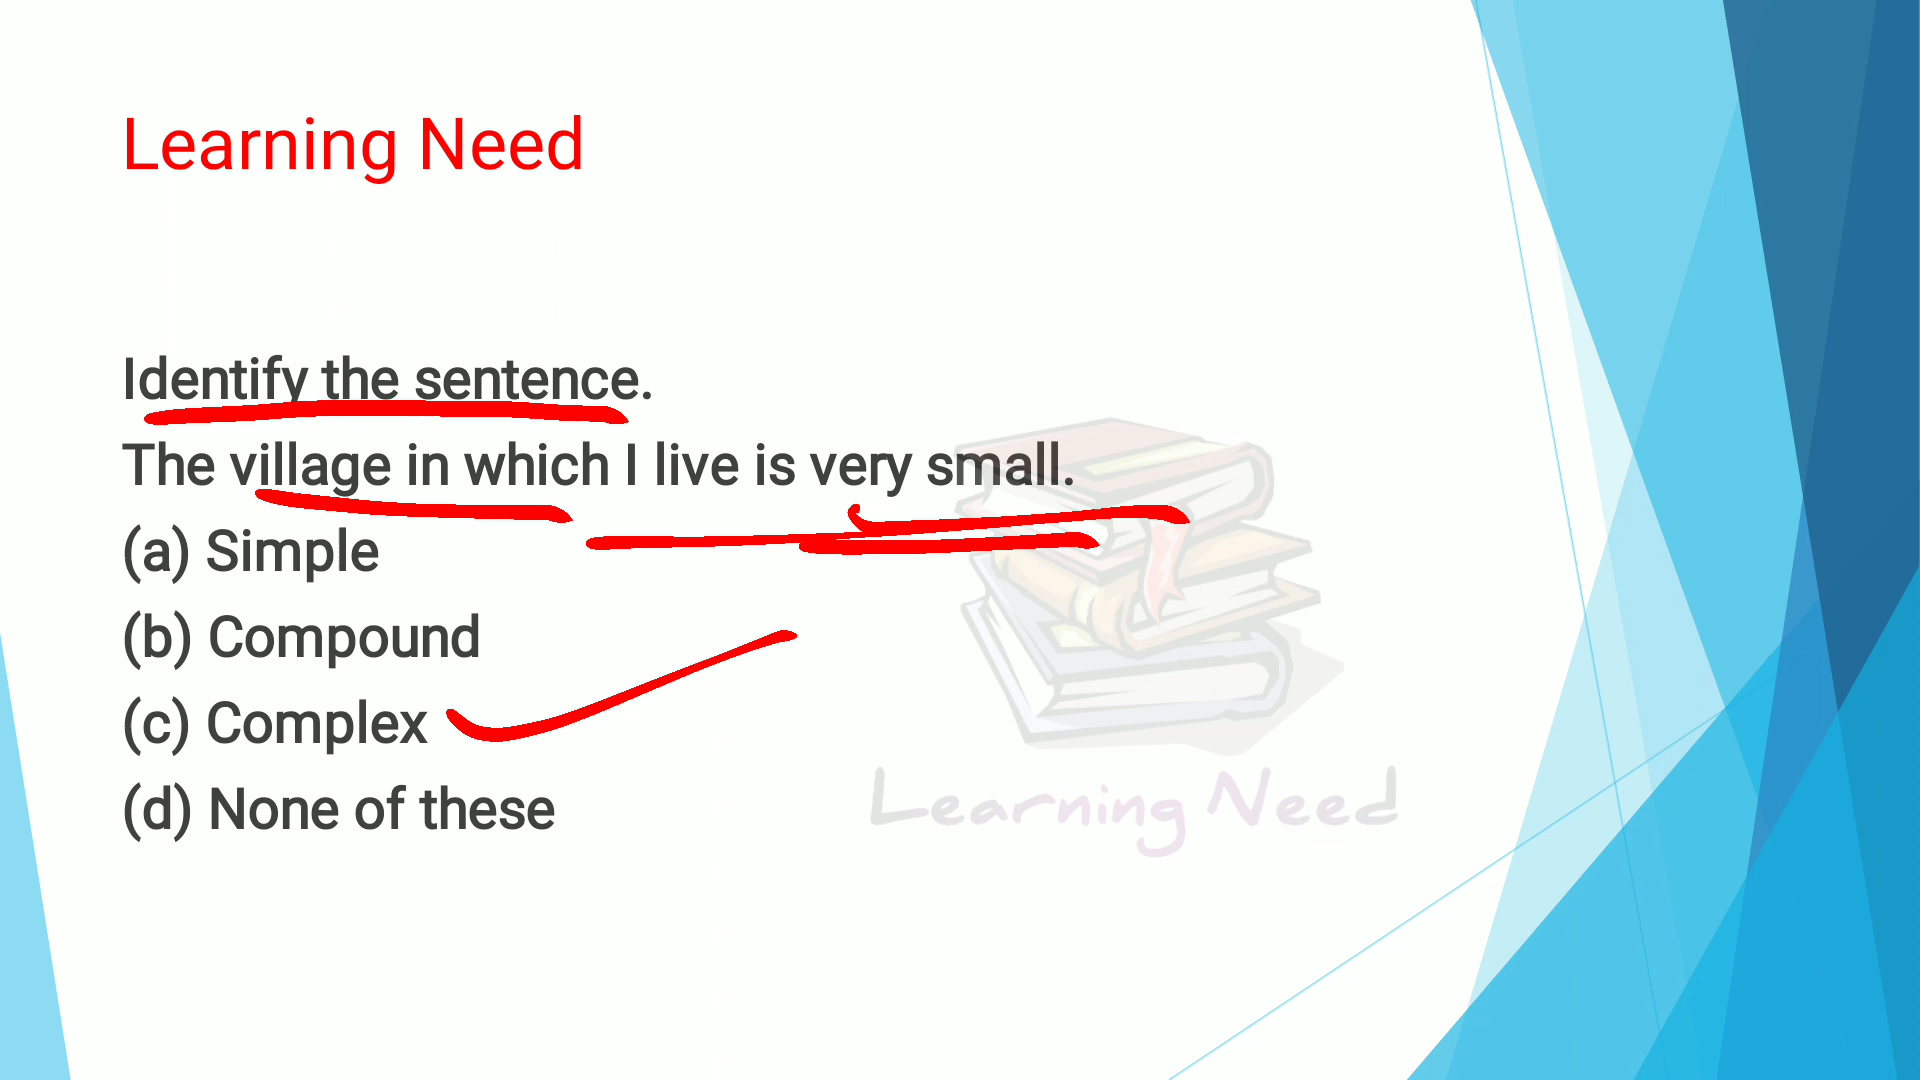 Learning Need
Identify the sentence.
The village in which I live is very small.
(a) Simple
(b) Compound
(c) Complex
(d) None of these
Learning Need